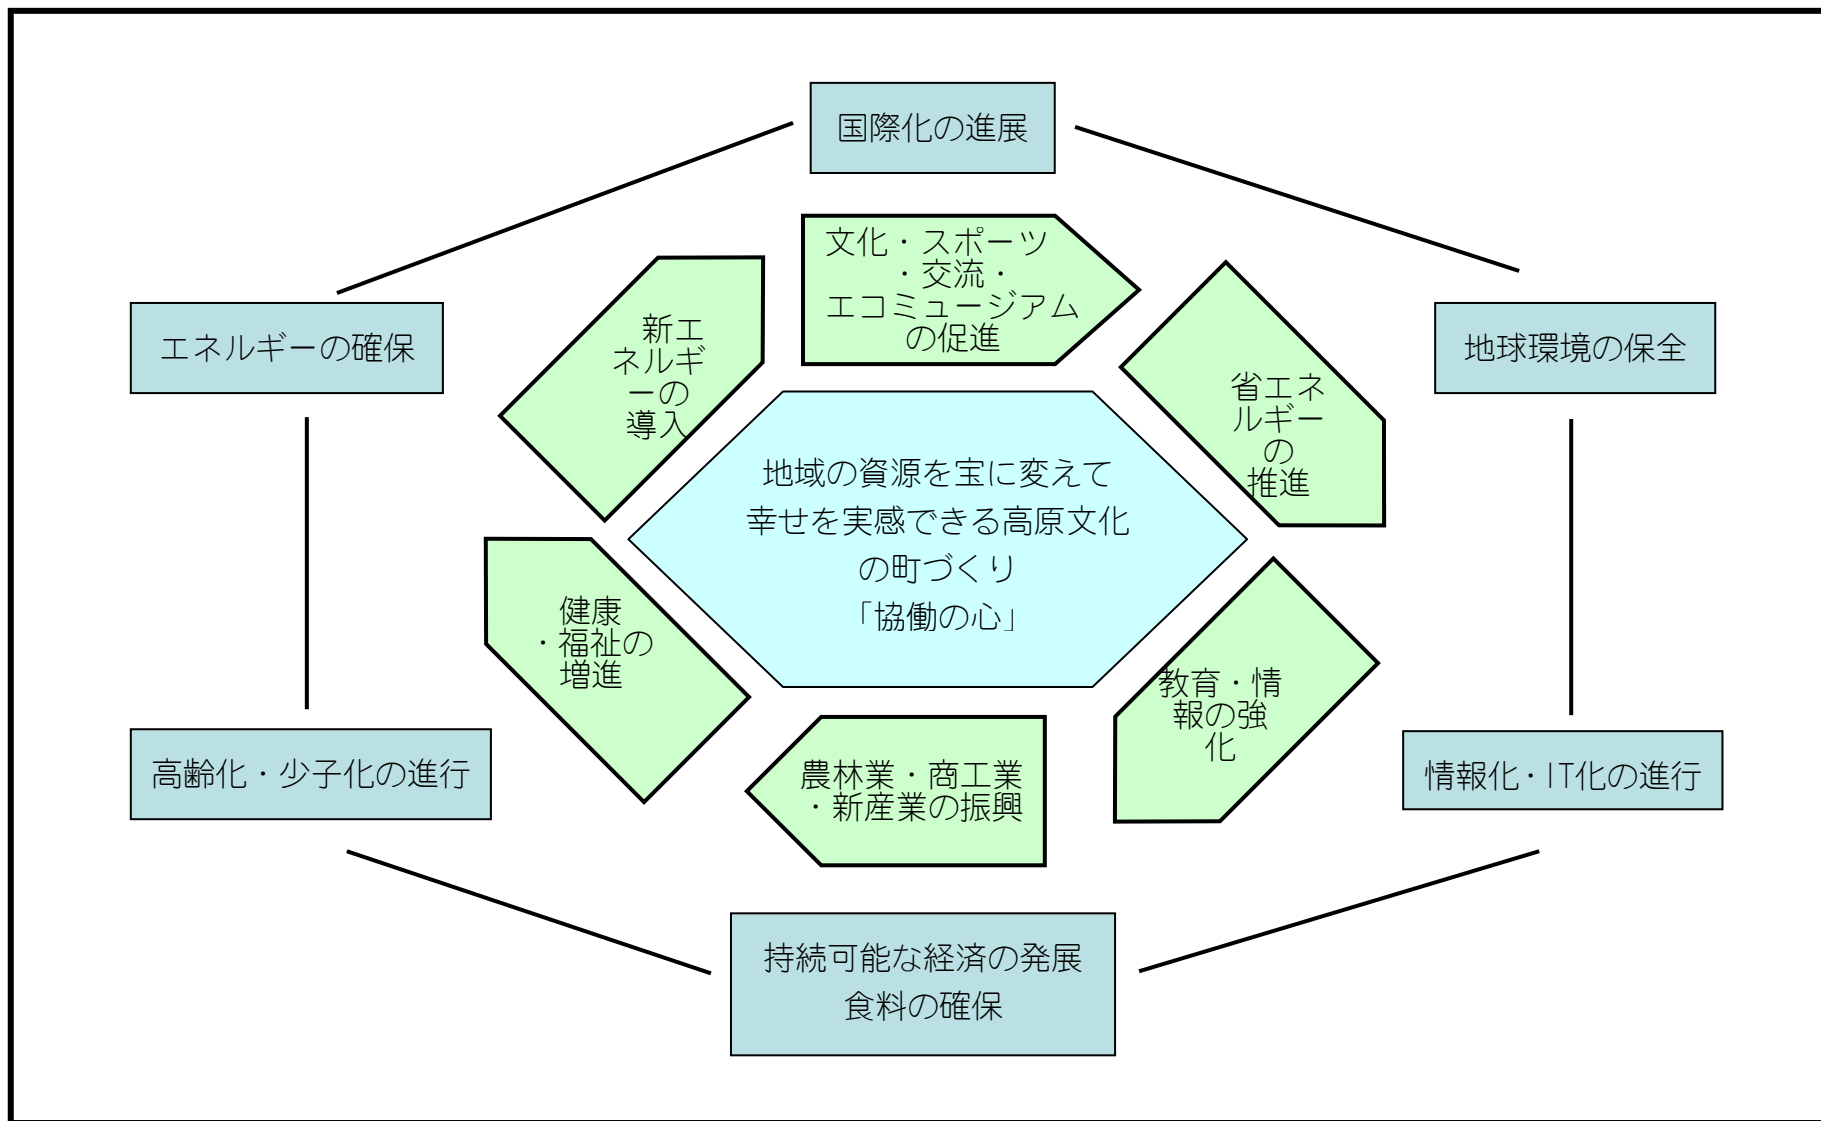 国際化の進展
文化・スポーツ
・交流・
エコミュージアム
の促進
新エ
ネルギ
ーの
導入
エネルギーの確保
地球環境の保全
省エネ
ルギー
の
推進
地域の資源を宝に変えて
幸せを実感できる高原文化
の町づくり
「協働の心」
健康
・福祉の
増進
教育・情
報の強
化
農林業・商工業
・新産業の振興
高齢化・少子化の進行
情報化・IT化の進行
持続可能な経済の発展
食料の確保